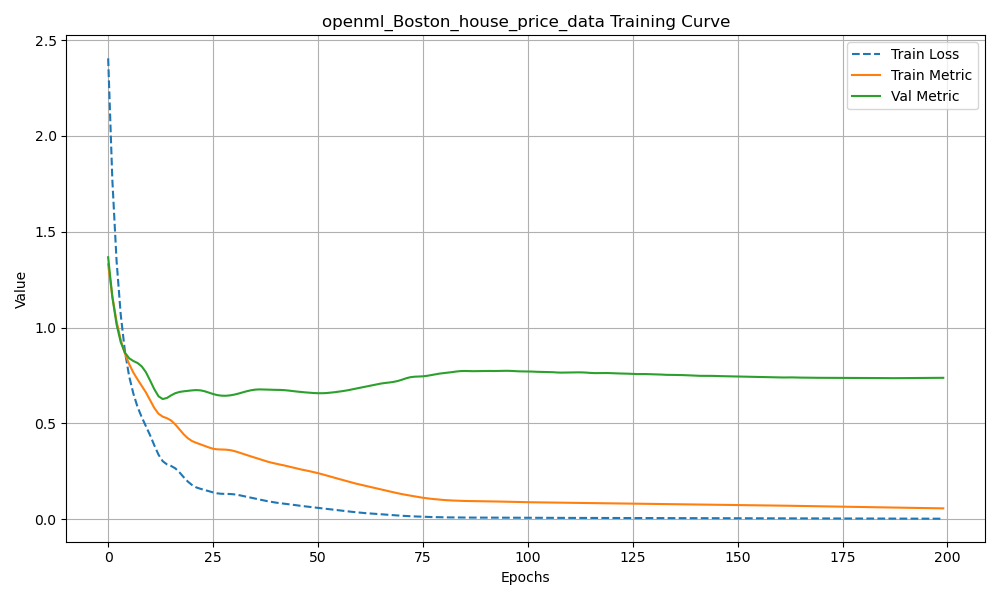 openml_Boston_house_price_data Training Curve
Train Loss
Train Metric
Val Metric
Value
2.5
2.0
1.5
1.0
0.5
0.0
0 25 50 75 100 125 150 175 200
Epochs